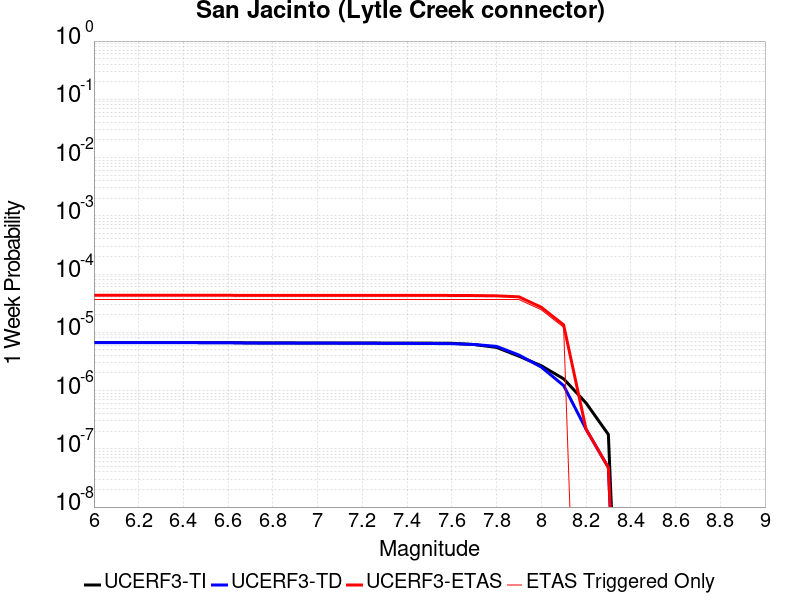 San Jacinto (Lytle Creek connector)
10^0
10^-1
10^-2
10^-3
10^-4
10^-5
10^-6
10^-7
10^-8
1 Week Probability
6 6.2 6.4 6.6 6.8 7 7.2 7.4 7.6 7.8 8 8.2 8.4 8.6 8.8 9
Magnitude
UCERF3-TI UCERF3-TD UCERF3-ETAS ETAS Triggered Only